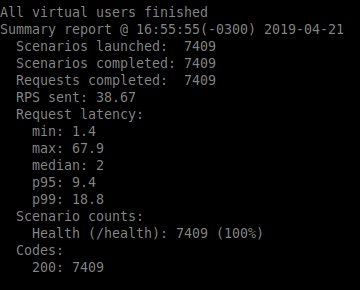 All virtual users finished
Summary report @ 16:55:55(-0300) 2019-04-21
Scenarios launched: 7409
Scenarios completed: 7409
Requests completed: 7409
RPS sent: 38.67
Request latency:
min: 1.4
max: 67.9
median: 2
p95: 9.4
p99: 18.8
Scenario counts:
Health (/health): 7409 (100%)
Codes:
200: 7409